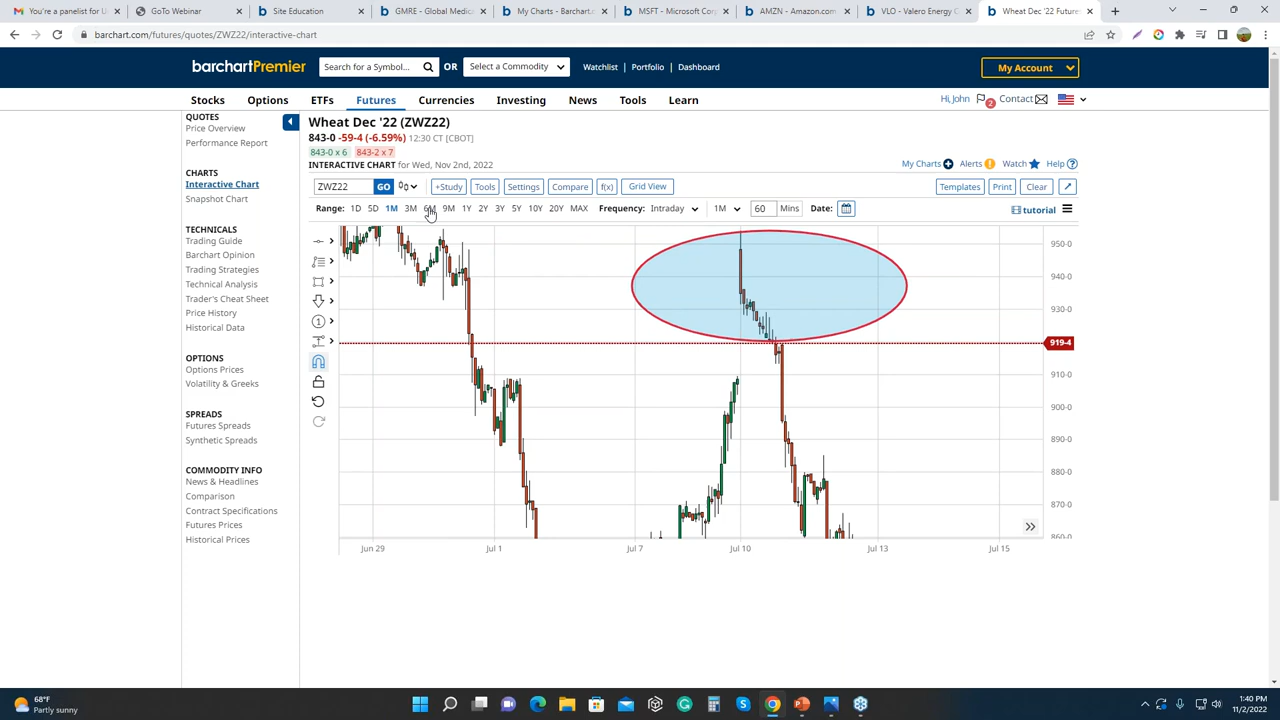 You're a panelist for U
GoTo Webinar
Site Education
GMRE - Global Medica
My Charts - Barchart.c
MSFT - Microsoft Corp
AMZN - Amazon.com
VLO - Valero Energy C
Wheat Dec '22 Futures
barchart.com/futures/quotes/ZWZ22/interactive-chart
barchartPremier
Search for a Symbol...
OR
Select a Commodity
Watchlist
Portfolio
Dashboard
My Account
Stocks
Options
ETFs
Futures
Currencies
Investing
News
Tools
Learn
Hi, John
2
Contact
QUOTES
Price Overview
Performance Report
CHARTS
Interactive Chart
Snapshot Chart
TECHNICALS
Trading Guide
Barchart Opinion
Trading Strategies
Technical Analysis
Trader's Cheat Sheet
Price History
Historical Data
OPTIONS
Options Prices
Volatility & Greeks
SPREADS
Futures Spreads
Synthetic Spreads
COMMODITY INFO
News & Headlines
Comparison
Contract Specifications
Futures Prices
Historical Prices
Wheat Dec '22 (ZWZ22)
843-0 -59-4 (-6.59%) 12:30 CT [CBOT]
843-0 x 6 843-2 x 7
INTERACTIVE CHART for Wed, Nov 2nd, 2022
My Charts
Alerts
Watch
Help
ZWZ22
GO
+Study
Tools
Settings
Compare
f(x)
Grid View
Templates
Print
Clear
Range: 1D 5D 1M 3M 6M 9M 1Y 2Y 3Y 5Y 10Y 20Y MAX
Frequency: Intraday
1M
60 Mins
Date:
tutorial
950-0
940-0
930-0
919-4
910-0
900-0
890-0
880-0
870-0
860-0
Jun 29
Jul 1
Jul 7
Jul 10
Jul 13
Jul 15
68°F
Partly sunny
1:40 PM
11/2/2022